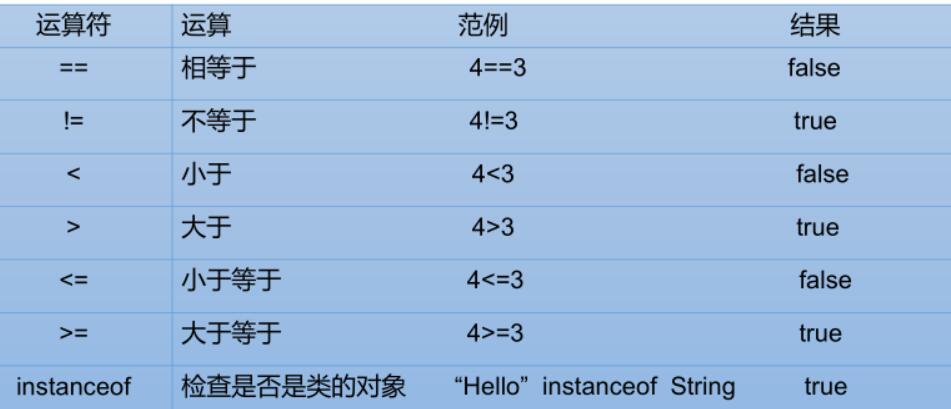 运算符 运算 范例 结果
== 相等于 4==3 false
!= 不等于 4!=3 true
< 小于 4<3 false
> 大于 4>3 true
<= 小于等于 4<=3 false
>= 大于等于 4>=3 true
instanceof 检查是否是类的对象 “Hello” instanceof String true